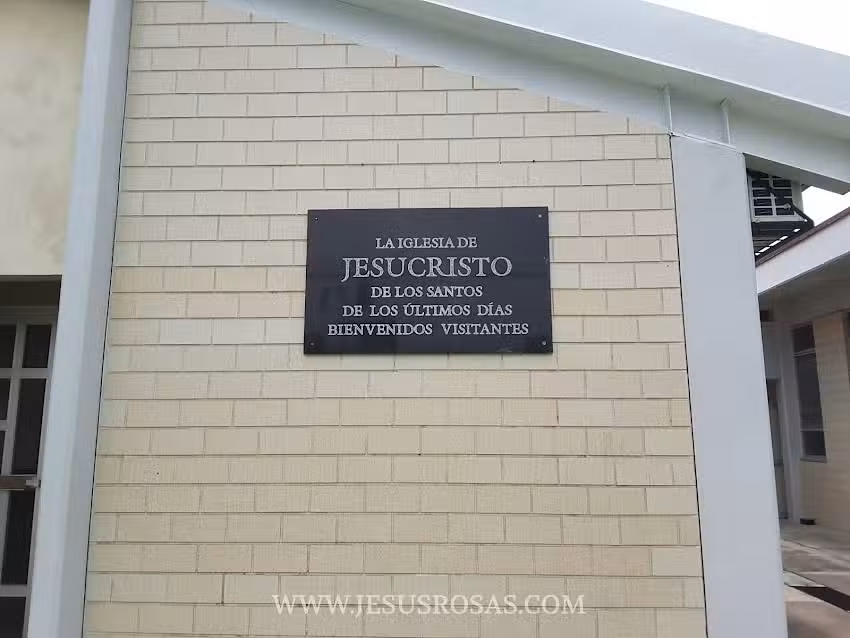 LA IGLESIA DE
JESUCRISTO
DE LOS SANTOS
DE LOS ÚLTIMOS DÍAS
BIENVENIDOS VISITANTES
WWW.JESUSROSAS.COM